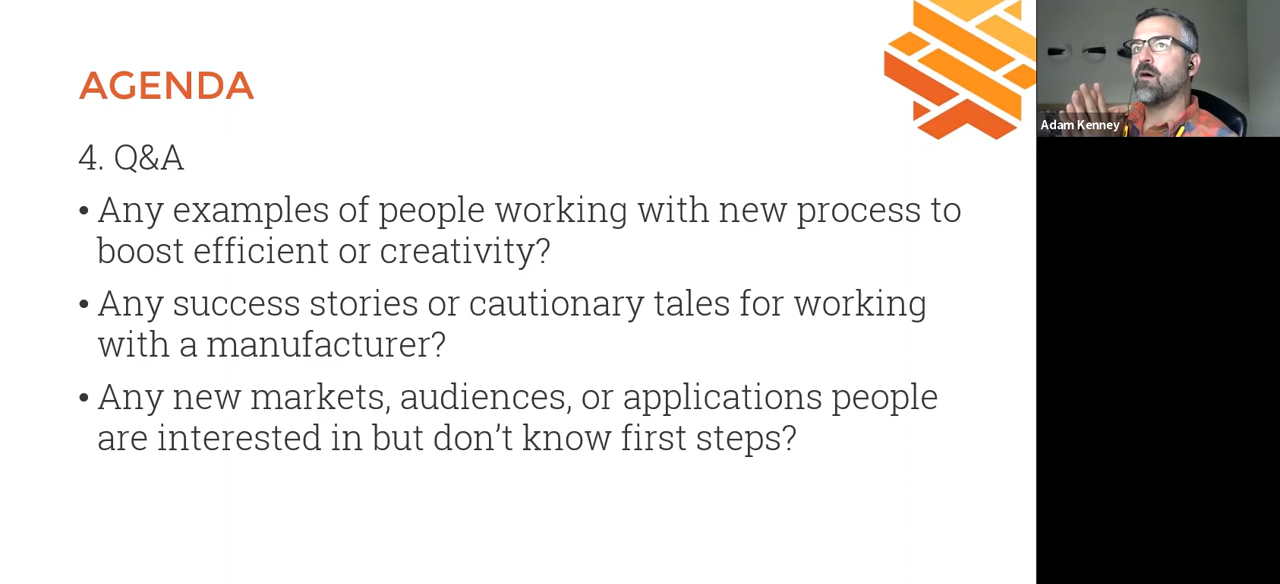 AGENDA
4. Q&A
• Any examples of people working with new process to
boost efficient or creativity?
• Any success stories or cautionary tales for working
with a manufacturer?
• Any new markets, audiences, or applications people
are interested in but don’t know first steps?
Adam Kenney